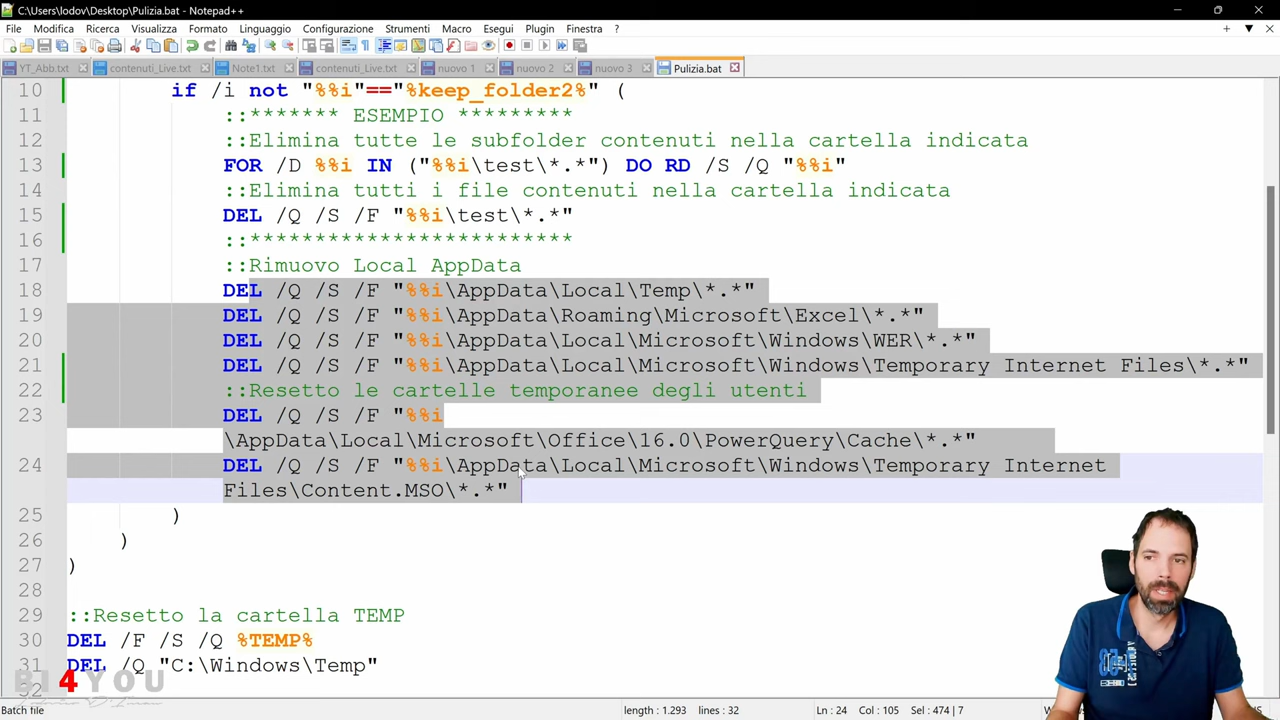 C:\Users\lodov\Desktop\Pulizia.bat - Notepad++
File Modifica Ricerca Visualizza Formato Linguaggio Configurazione Strumenti Macro Esegui Plugin Finestra ?
YT_Abb.txt contenuti_Live.txt Note1.txt contenuti_Live.txt nuovo 1 nuovo 2 nuovo 3 Pulizia.bat
10 if /i not "%%i"=="%keep_folder2%" (
11 ::******* ESEMPIO *********
12 ::Elimina tutte le subfolder contenuti nella cartella indicata
13 FOR /D %%i IN ("%%i\test\*.*") DO RD /S /Q "%%i"
14 ::Elimina tutti i file contenuti nella cartella indicata
15 DEL /Q /S /F "%%i\test\*.*"
16 ::*************************
17 ::Rimuovo Local AppData
18 DEL /Q /S /F "%%i\AppData\Local\Temp\*.*"
19 DEL /Q /S /F "%%i\AppData\Roaming\Microsoft\Excel\*.*"
20 DEL /Q /S /F "%%i\AppData\Local\Microsoft\Windows\WER\*.*"
21 DEL /Q /S /F "%%i\AppData\Local\Microsoft\Windows\Temporary Internet Files\*.*"
22 ::Resetto le cartelle temporanee degli utenti
23 DEL /Q /S /F "%%i
\AppData\Local\Microsoft\Office\16.0\PowerQuery\Cache\*.*"
24 DEL /Q /S /F "%%i\AppData\Local\Microsoft\Windows\Temporary Internet
Files\Content.MSO\*.*"
25 )
26 )
27 )
28
29 ::Resetto la cartella TEMP
30 DEL /F /S /Q %TEMP%
31 DEL /Q "C:\Windows\Temp"
32
BI4YOU
Batch file length : 1.293 lines : 32 Ln : 24 Col : 105 Sel : 474 | 7